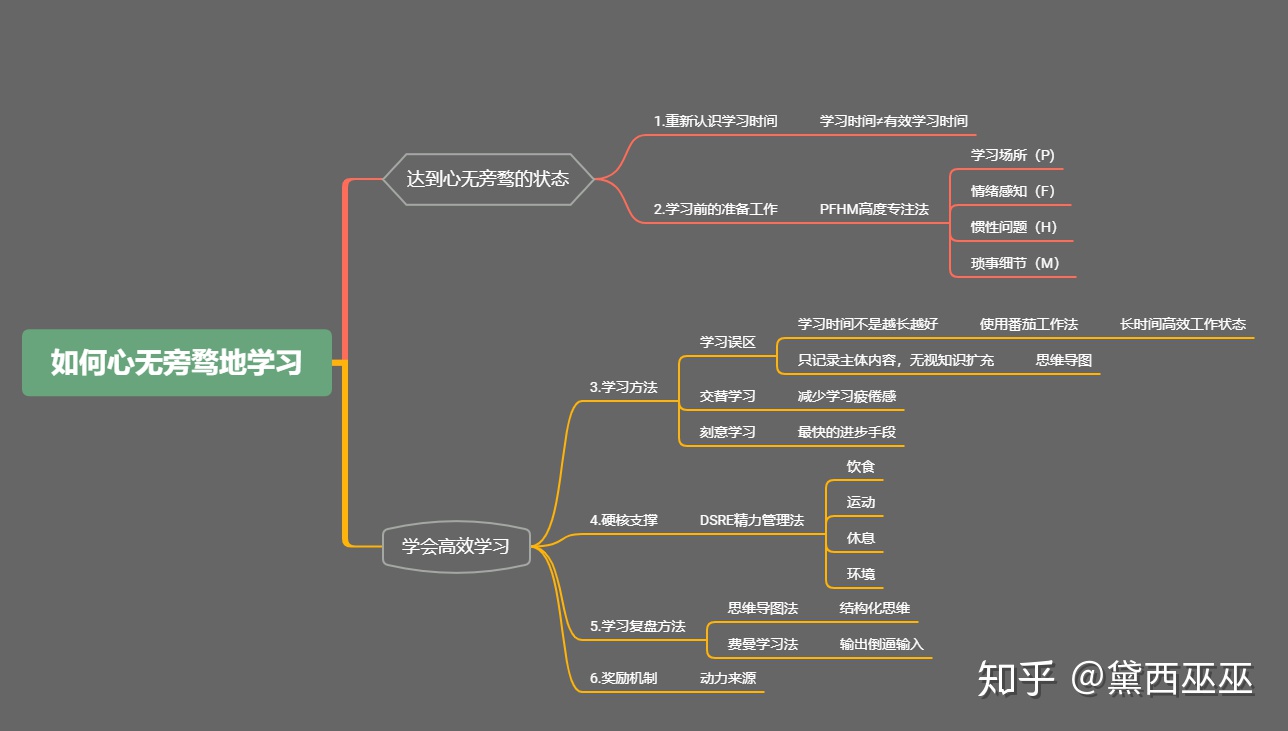 如何心无旁骛地学习
达到心无旁骛的状态
1.重新认识学习时间
学习时间≠有效学习时间
2.学习前的准备工作
PFHM高度专注法
学习场所（P）
情绪感知（F）
惯性问题（H）
琐事细节（M）
学会高效学习
3.学习方法
学习误区
学习时间不是越长越好
使用番茄工作法
长时间高效工作状态
只记录主体内容，无视知识扩充
思维导图
交替学习
减少学习疲倦感
刻意学习
最快的进步手段
4.硬核支撑
DSRE精力管理法
饮食
运动
休息
环境
5.学习复盘方法
思维导图法
结构化思维
费曼学习法
输出倒逼输入
6.奖励机制
动力来源
知乎 @黛西巫巫